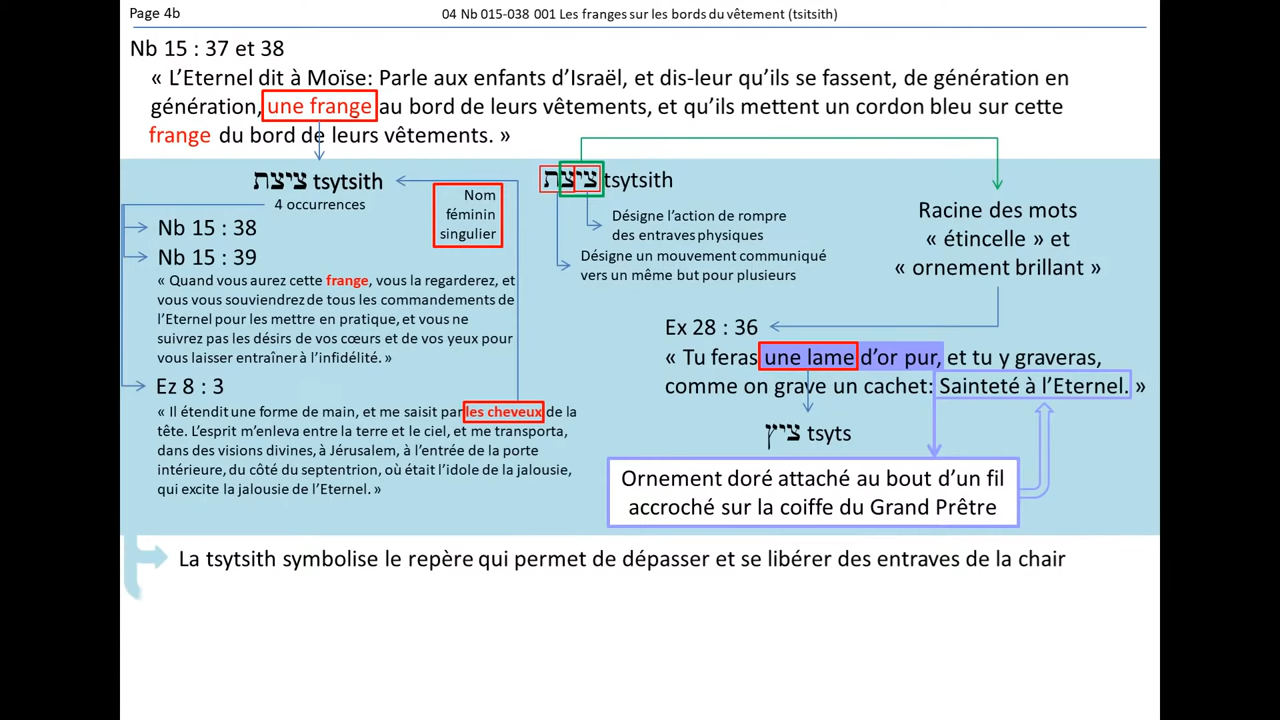 Page 4b
04 Nb 015-038 001 Les franges sur les bords du vêtement (tsitsith)
Nb 15 : 37 et 38
« L’Eternel dit à Moïse: Parle aux enfants d’Israël, et dis-leur qu’ils se fassent, de génération en
génération, une frange au bord de leurs vêtements, et qu’ils mettent un cordon bleu sur cette
frange du bord de leurs vêtements. »
ציצת tsytsith
4 occurrences
Nom
féminin
singulier
Nb 15 : 38
Nb 15 : 39
« Quand vous aurez cette frange, vous la regarderez, et
vous vous souviendrez de tous les commandements de
l’Eternel pour les mettre en pratique, et vous ne
suivrez pas les désirs de vos cœurs et de vos yeux pour
vous laisser entraîner à l’infidélité. »
Ez 8 : 3
« Il étendit une forme de main, et me saisit par les cheveux de la
tête. L’esprit m’enleva entre la terre et le ciel, et me transporta,
dans des visions divines, à Jérusalem, à l’entrée de la porte
intérieure, du côté du septentrion, où était l’idole de la jalousie,
qui excite la jalousie de l’Eternel. »
ציצת tsytsith
Désigne l’action de rompre
des entraves physiques
Désigne un mouvement communiqué
vers un même but pour plusieurs
Racine des mots
« étincelle » et
« ornement brillant »
Ex 28 : 36
« Tu feras une lame d’or pur, et tu y graveras,
comme on grave un cachet: Sainteté à l’Eternel. »
ציץ tsyts
Ornement doré attaché au bout d’un fil
accroché sur la coiffe du Grand Prêtre
La tsytsith symbolise le repère qui permet de dépasser et se libérer des entraves de la chair